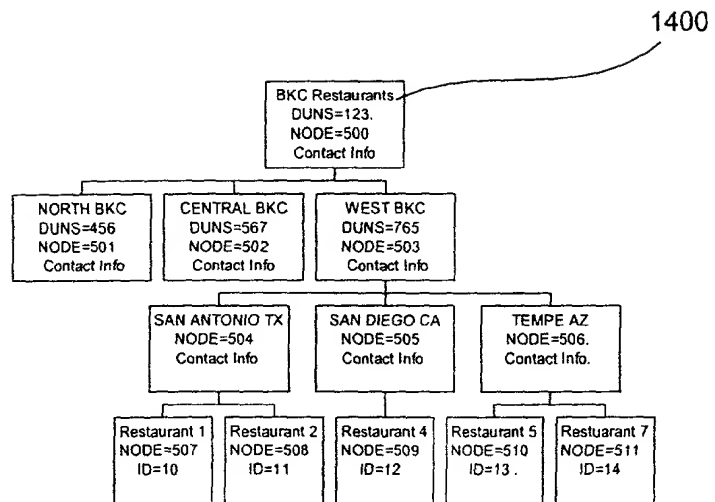 1400
BKC Restaurants
DUNS=123.
NODE=500
Contact Info
NORTH BKC
DUNS=456
NODE=501
Contact Info
CENTRAL BKC
DUNS=567
NODE=502
Contact Info
WEST BKC
DUNS=765
NODE=503
Contact Info
SAN ANTONIO TX
NODE=504
Contact Info
SAN DIEGO CA
NODE=505
Contact Info
TEMPE AZ
NODE=506.
Contact Info.
Restaurant 1
NODE=507
ID=10
Restaurant 2
NODE=508
ID=11
Restaurant 4
NODE=509
ID=12
Restaurant 5
NODE=510
ID=13 .
Restuarant 7
NODE=511
ID=14